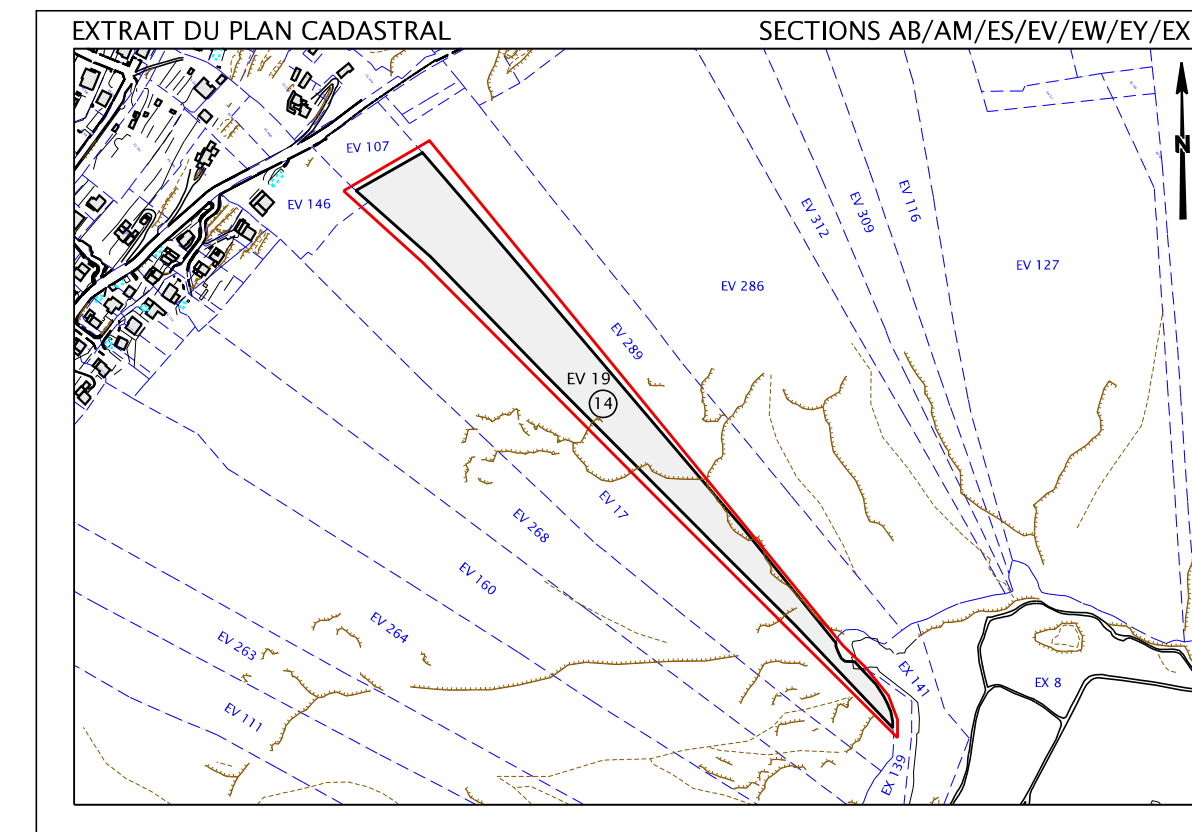 EXTRAIT DU PLAN CADASTRAL
SECTIONS AB/AM/ES/EV/EW/EY/EX
N
EV 107
EV 146
EV 116
EV 309
EV 312
EV 127
EV 286
EV 289
EV 19
14
EV 17
EV 268
EV 160
EV 264
EV 263
EV 111
EX 141
EX 8
EX 139